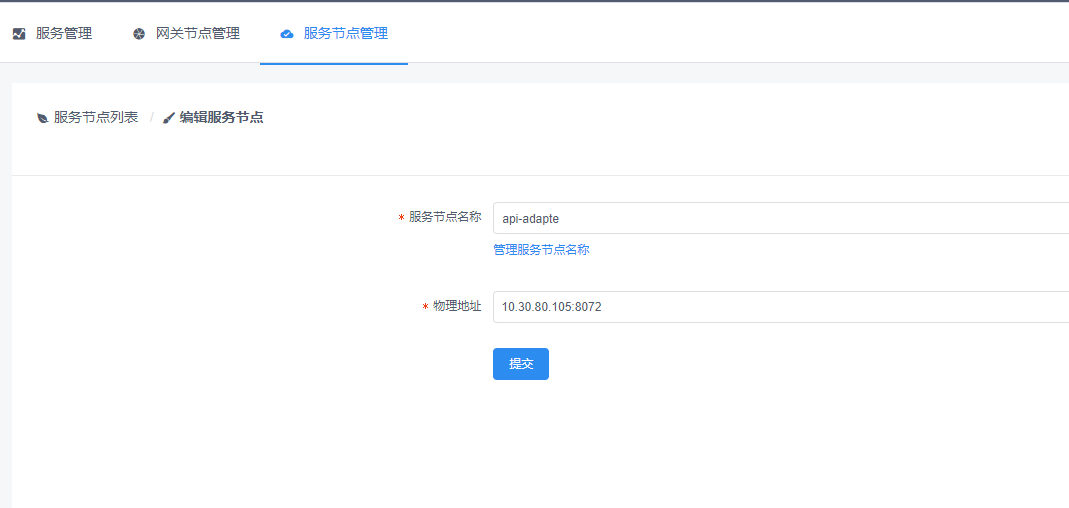 服务管理 网关节点管理 服务节点管理
服务节点列表 / 编辑服务节点
* 服务节点名称 api-adapte
管理服务节点名称
* 物理地址 10.30.80.105:8072
提交